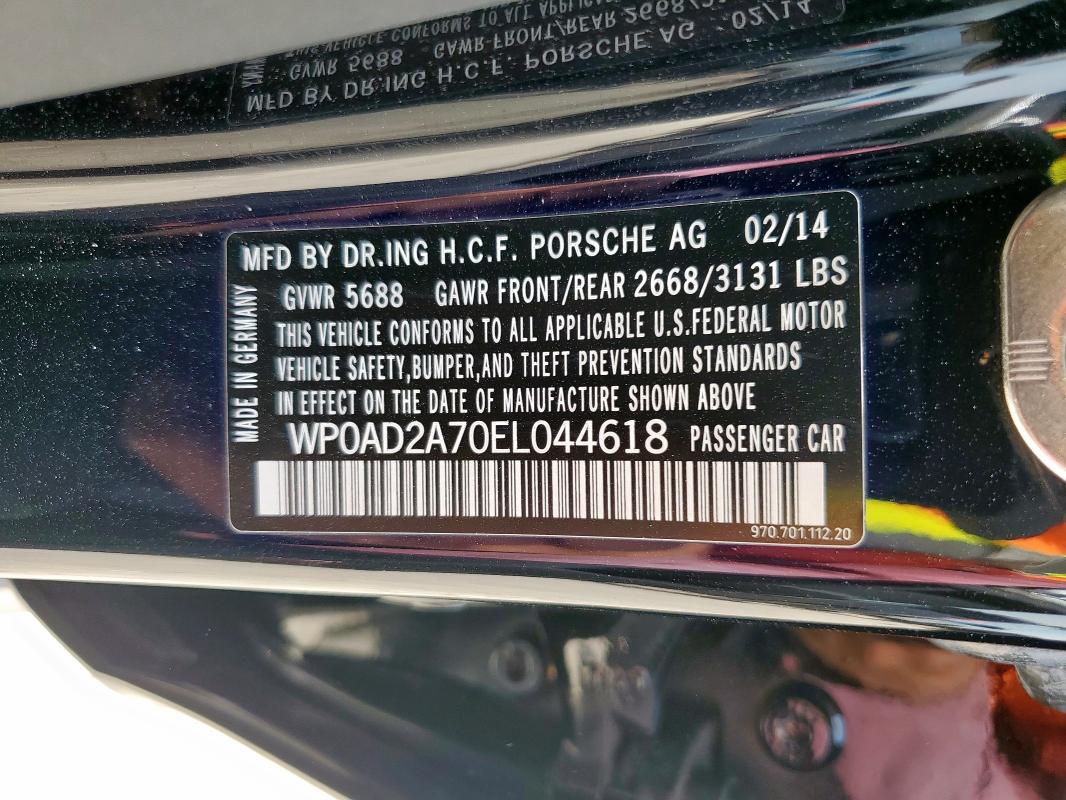 MFD BY DR.ING H.C.F. PORSCHE AG 02/14
GVWR 5688 GAWR FRONT/REAR 2668/3131 LBS
THIS VEHICLE CONFORMS TO ALL APPLICABLE U.S.FEDERAL MOTOR
VEHICLE SAFETY,BUMPER,AND THEFT PREVENTION STANDARDS
IN EFFECT ON THE DATE OF MANUFACTURE SHOWN ABOVE
WP0AD2A70EL044618 PASSENGER CAR
970.701.112.20
MADE IN GERMANY